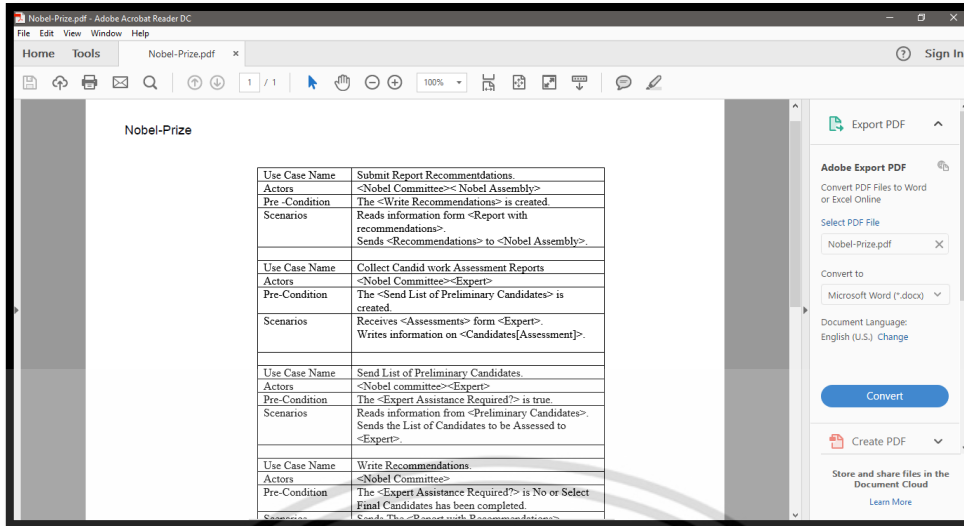 Nobel-Prize.pdf - Adobe Acrobat Reader DC
File Edit View Window Help
Home Tools Nobel-Prize.pdf × Sign In
1 / 1 100%
Nobel-Prize
Use Case Name Submit Report Recommentdations.
Actors <Nobel Committee>< Nobel Assembly>
Pre -Condition The <Write Recommendations> is created.
Scenarios Reads information form <Report with
recommendations>.
Sends <Recommendations> to <Nobel Assembly>.
Use Case Name Collect Candid work Assessment Reports
Actors <Nobel Committee><Expert>
Pre-Condition The <Send List of Preliminary Candidates> is
created.
Scenarios Receives <Assessments> form <Expert>.
Writes information on <Candidates[Assessment]>.
Use Case Name Send List of Preliminary Candidates.
Actors <Nobel committee><Expert>
Pre-Condition The <Expert Assistance Required?> is true.
Scenarios Reads information from <Preliminary Candidates>.
Sends the List of Candidates to be Assessed to
<Expert>.
Use Case Name Write Recommendations.
Actors <Nobel Committee>
Pre-Condition The <Expert Assistance Required?> is No or Select
Final Candidates has been completed.
Scenarios Sends The <Report with Recommendations>
Export PDF
Adobe Export PDF
Convert PDF Files to Word
or Excel Online
Select PDF File
Nobel-Prize.pdf ×
Convert to
Microsoft Word (*.docx)
Document Language:
English (U.S.) Change
Convert
Create PDF
Store and share files in the
Document Cloud
Learn More